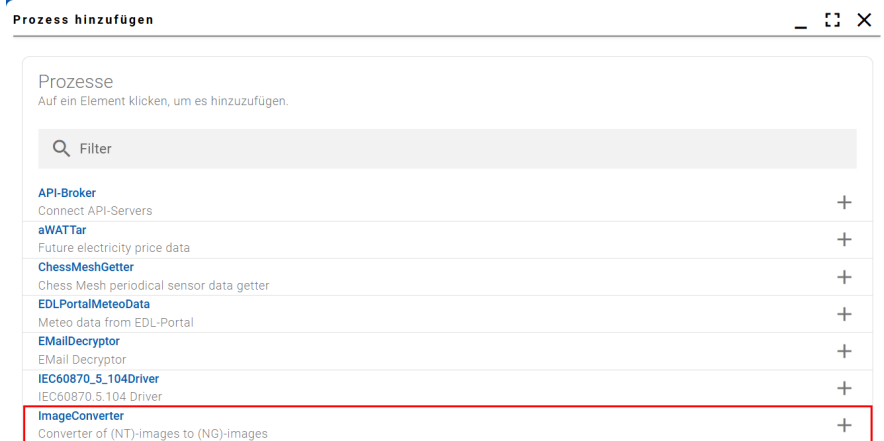 Prozess hinzufügen
Prozesse
Auf ein Element klicken, um es hinzuzufügen.
Filter
API-Broker
Connect API-Servers
aWATTar
Future electricity price data
ChessMeshGetter
Chess Mesh periodical sensor data getter
EDLPortalMeteoData
Meteo data from EDL-Portal
EMailDecryptor
EMail Decryptor
IEC60870_5_104Driver
IEC60870.5.104 Driver
ImageConverter
Converter of (NT)-images to (NG)-images